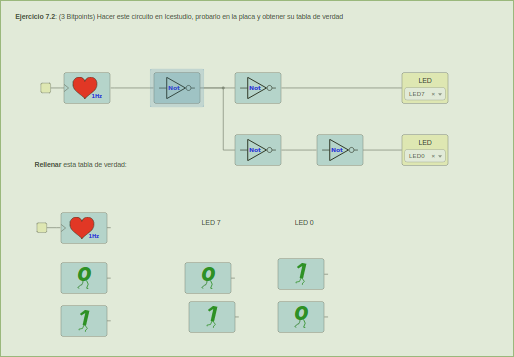 Ejercicio 7.2: (3 Bitpoints) Hacer este circuito en Icestudio, probarlo en la placa y obtener su tabla de verdad
1Hz
Not
Not
LED
LED7
Not
Not
LED
LED0
Rellenar esta tabla de verdad:
1Hz
LED 7
LED 0
0
0
1
1
1
0